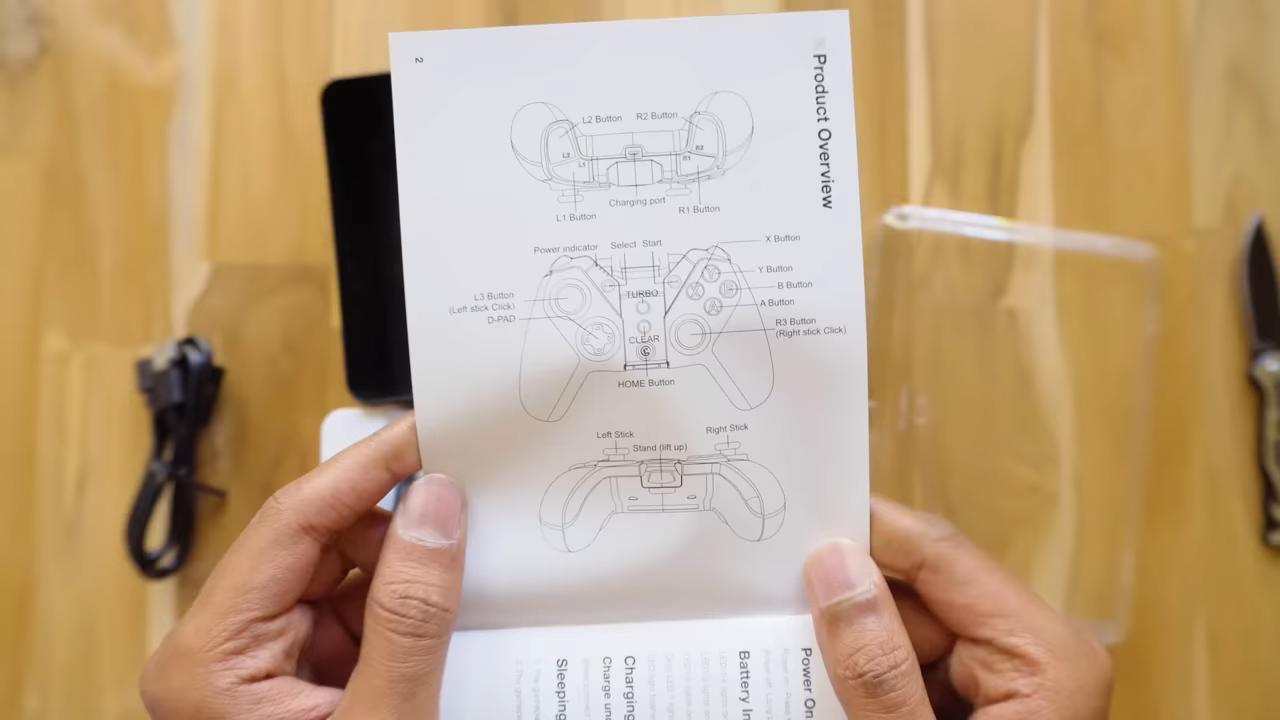 2
Product Overview
L2 Button
R2 Button
L2
L1
R2
R1
Charging port
L1 Button
R1 Button
Power indicator
Select
Start
X Button
Y Button
B Button
A Button
L3 Button
(Left stick Click)
D-PAD
TURBO
CLEAR
R3 Button
(Right stick Click)
HOME Button
Left Stick
Right Stick
Stand (lift up)
Power On
Battery In
Charging
Charge un
Sleeping